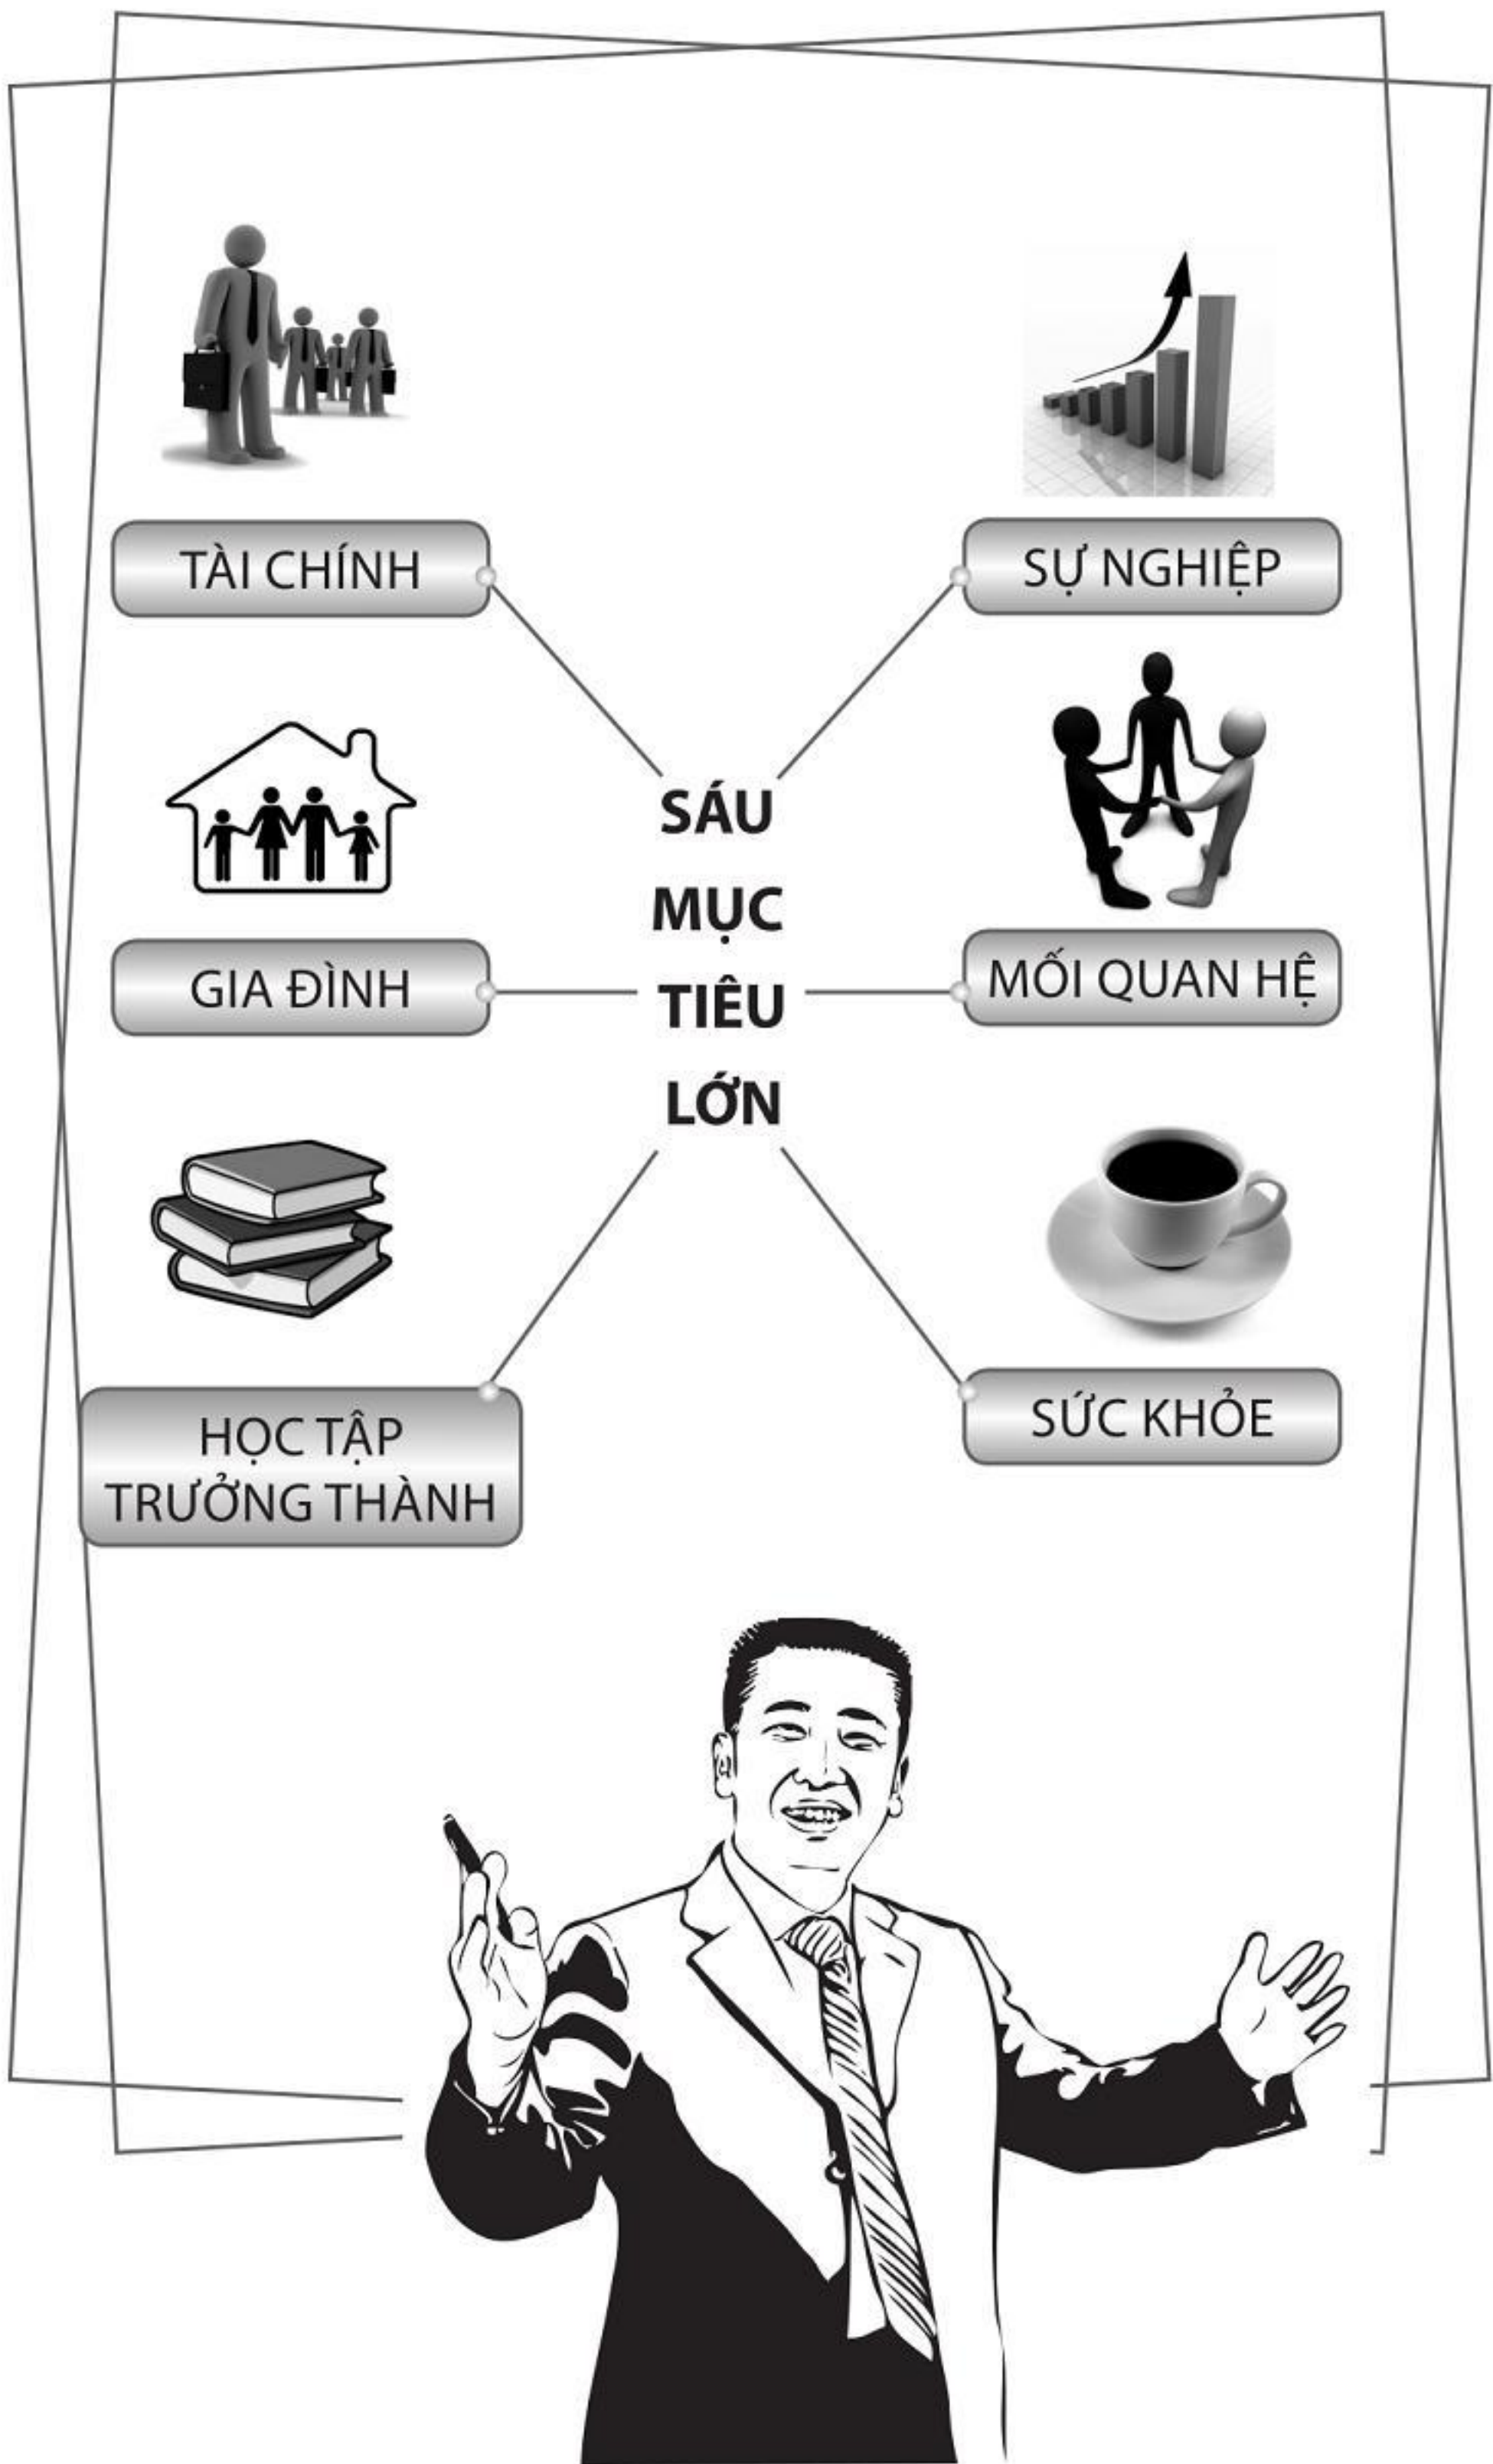 TÀI CHÍNH
SỰ NGHIỆP
SÁU
MỤC
TIÊU
LỚN
GIA ĐÌNH
MỐI QUAN HỆ
HỌC TẬP
TRƯỞNG THÀNH
SỨC KHỎE